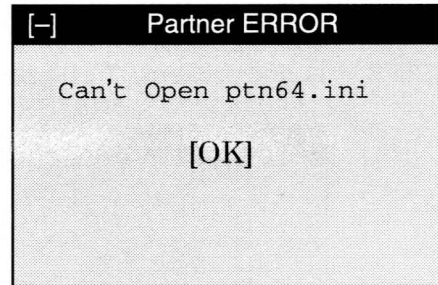 [–] Partner ERROR
Can't Open ptn64.ini
[OK]